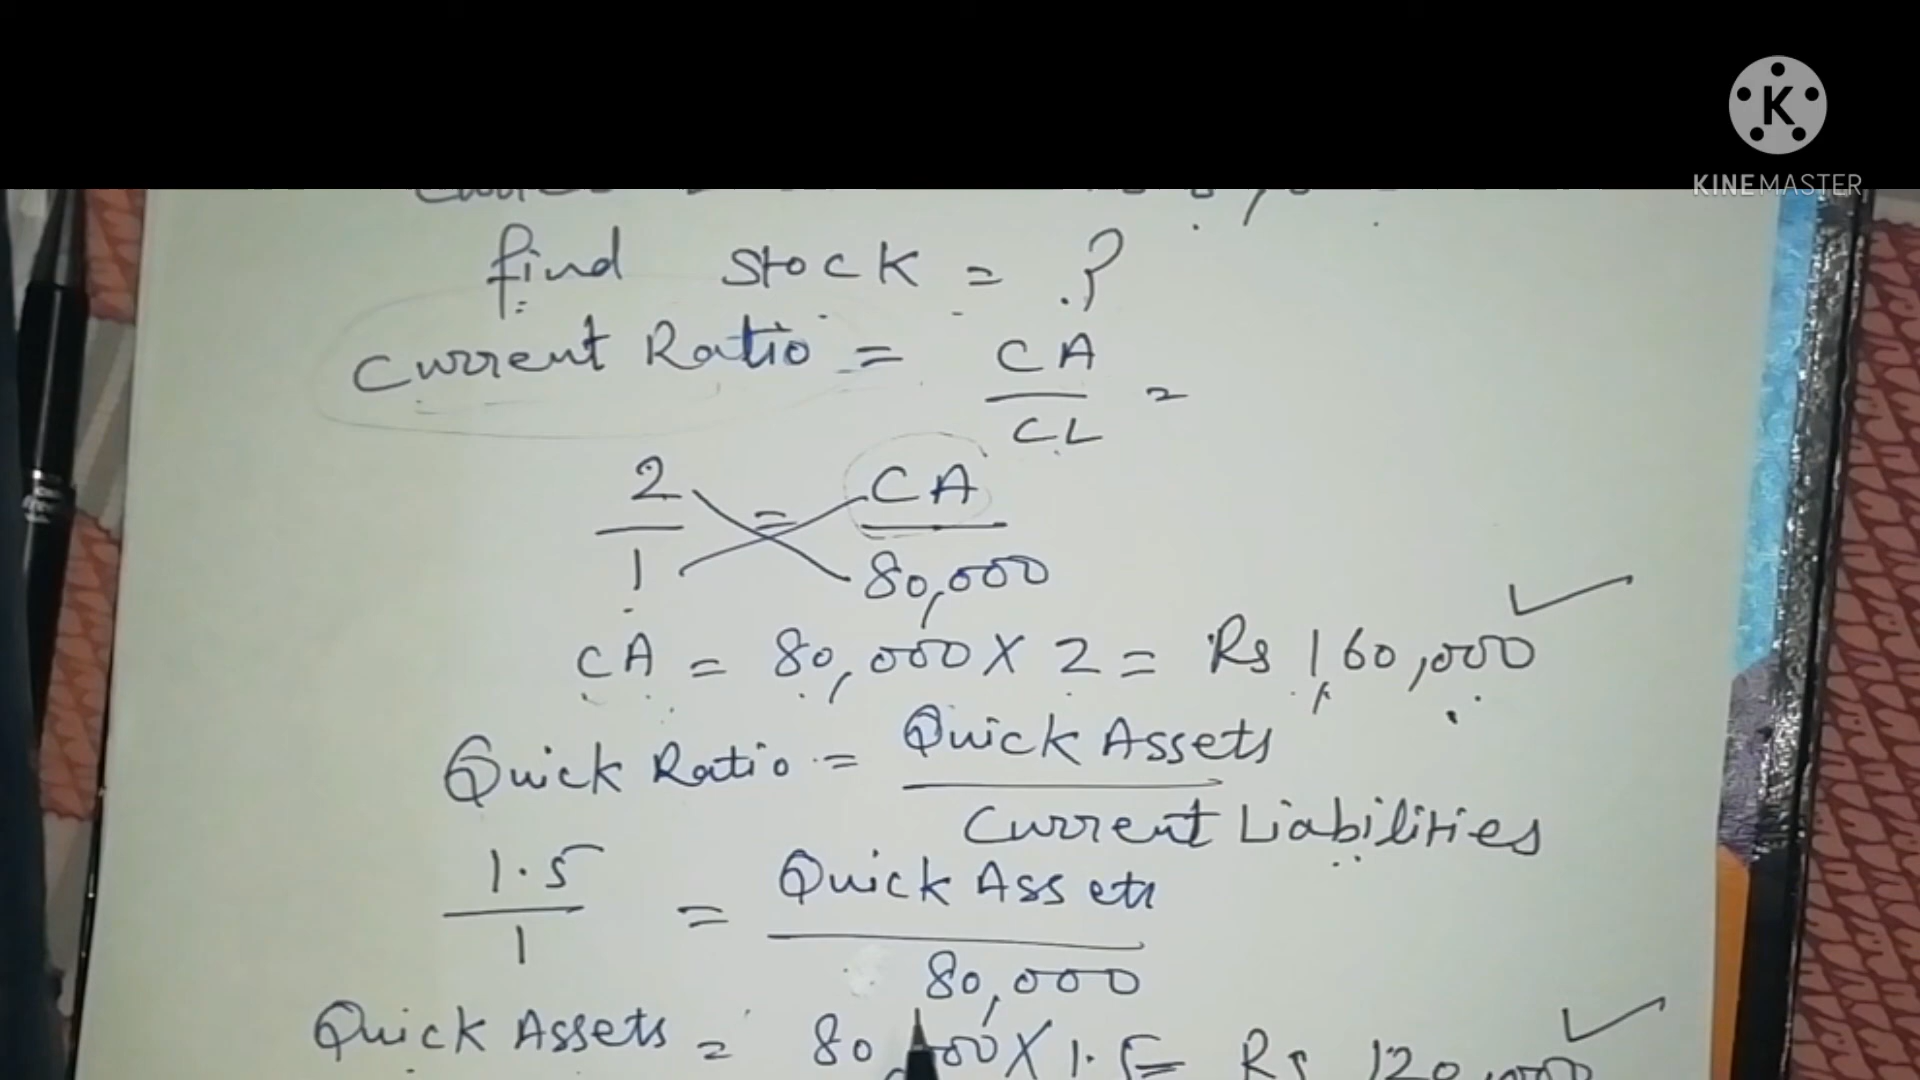 K
KINEMASTER
find stock = ?
Current Ratio = CA / CL =
2 / 1 = CA / 80,000
CA = 80,000 X 2 = Rs 1,60,000
Quick Ratio = Quick Assets / Current Liabilities
1.5 / 1 = Quick Assets / 80,000
Quick Assets = 80,000 X 1.5 = Rs 120,000